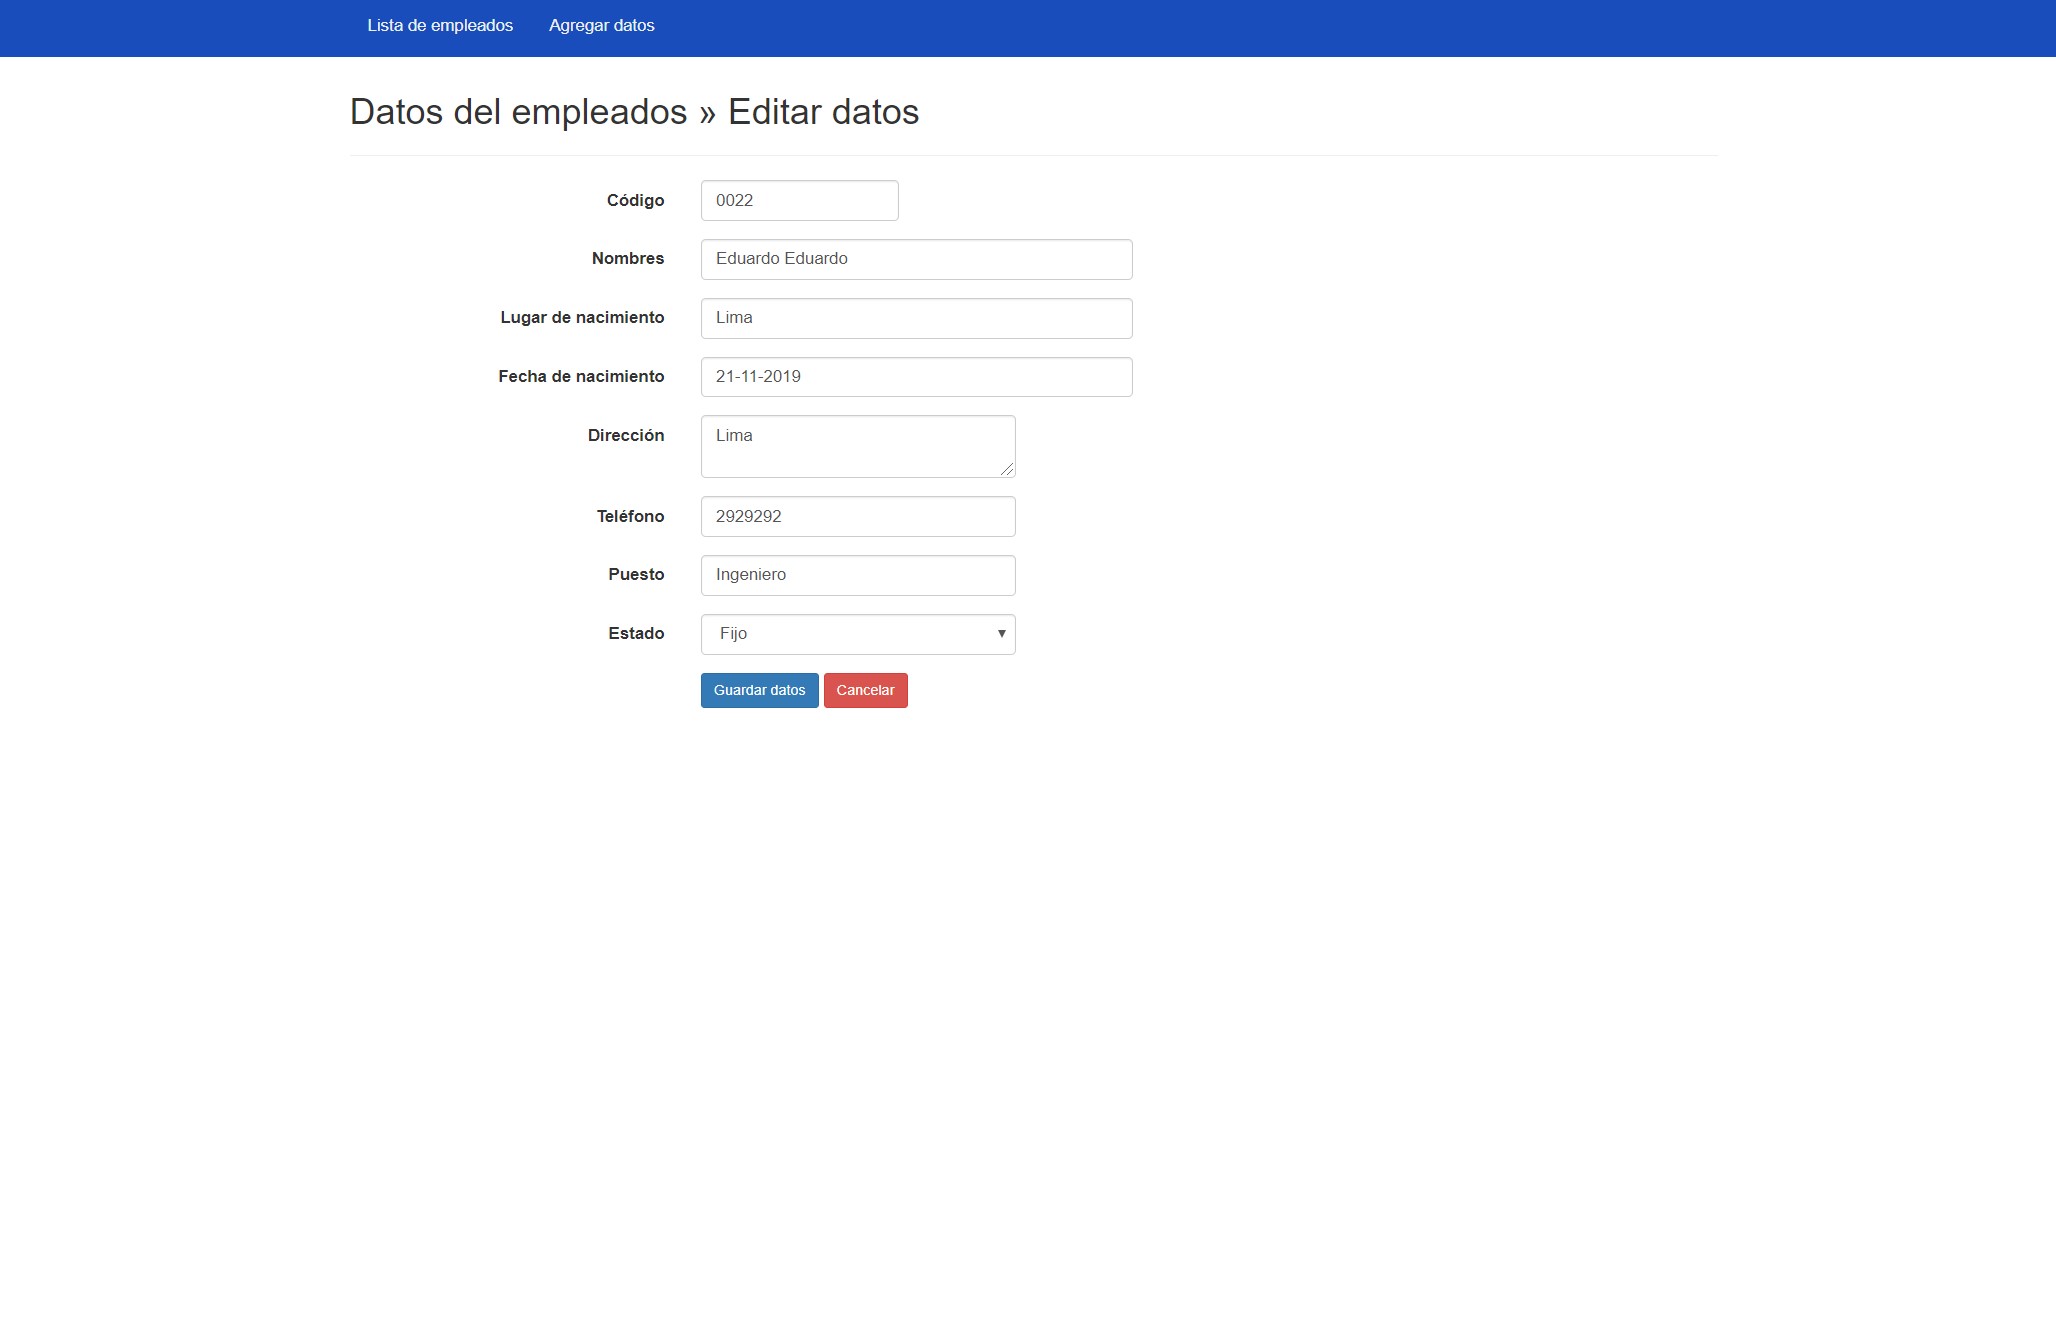 Lista de empleados Agregar datos
Datos del empleados » Editar datos
Código 0022
Nombres Eduardo Eduardo
Lugar de nacimiento Lima
Fecha de nacimiento 21-11-2019
Dirección Lima
Teléfono 2929292
Puesto Ingeniero
Estado Fijo
Guardar datos Cancelar